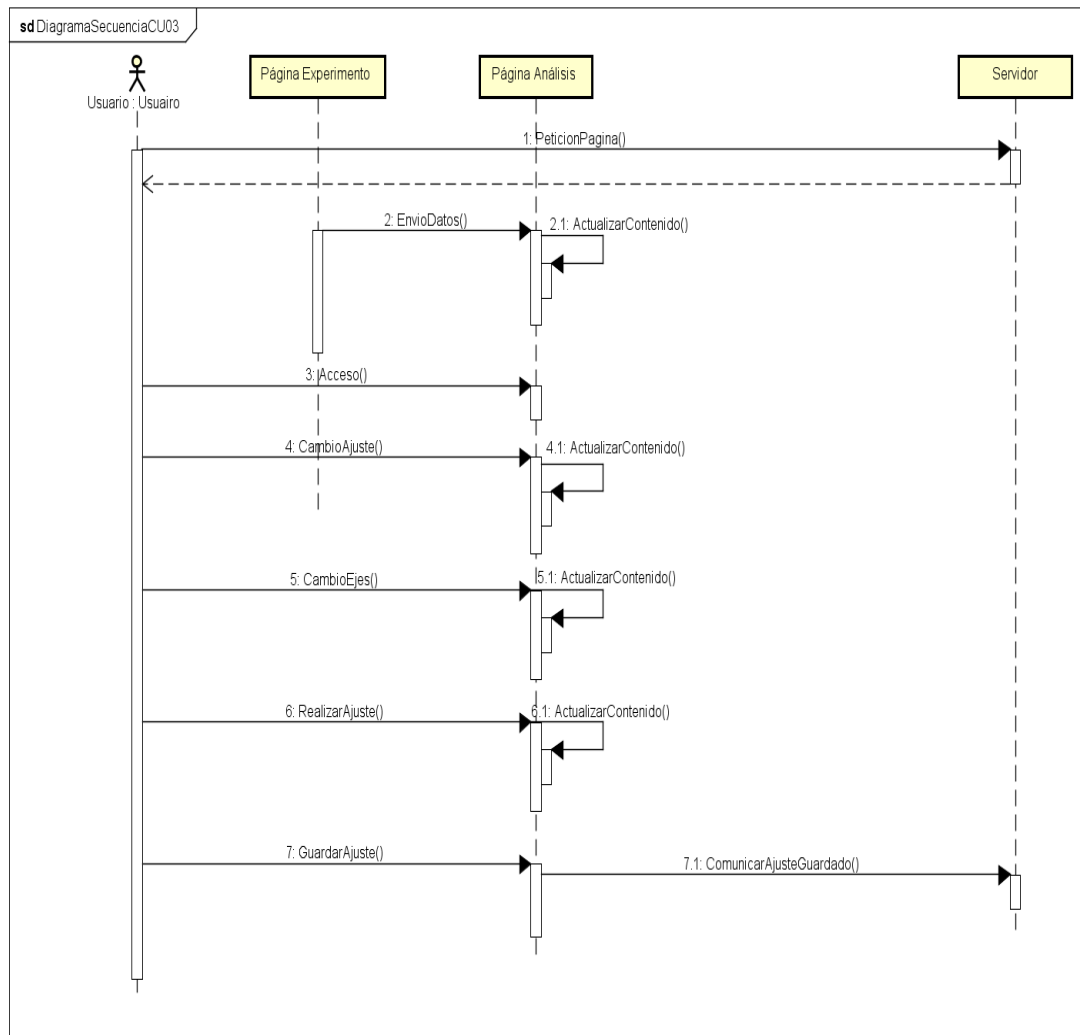 sd DiagramaSecuenciaCU03
Usuario : Usuairo
Página Experimento
Página Análisis
Servidor
1: PeticionPagina()
2: EnvioDatos()
2.1: ActualizarContenido()
3: Acceso()
4: CambioAjuste()
4.1: ActualizarContenido()
5: CambioEjes()
5.1: ActualizarContenido()
6: RealizarAjuste()
6.1: ActualizarContenido()
7: GuardarAjuste()
7.1: ComunicarAjusteGuardado()